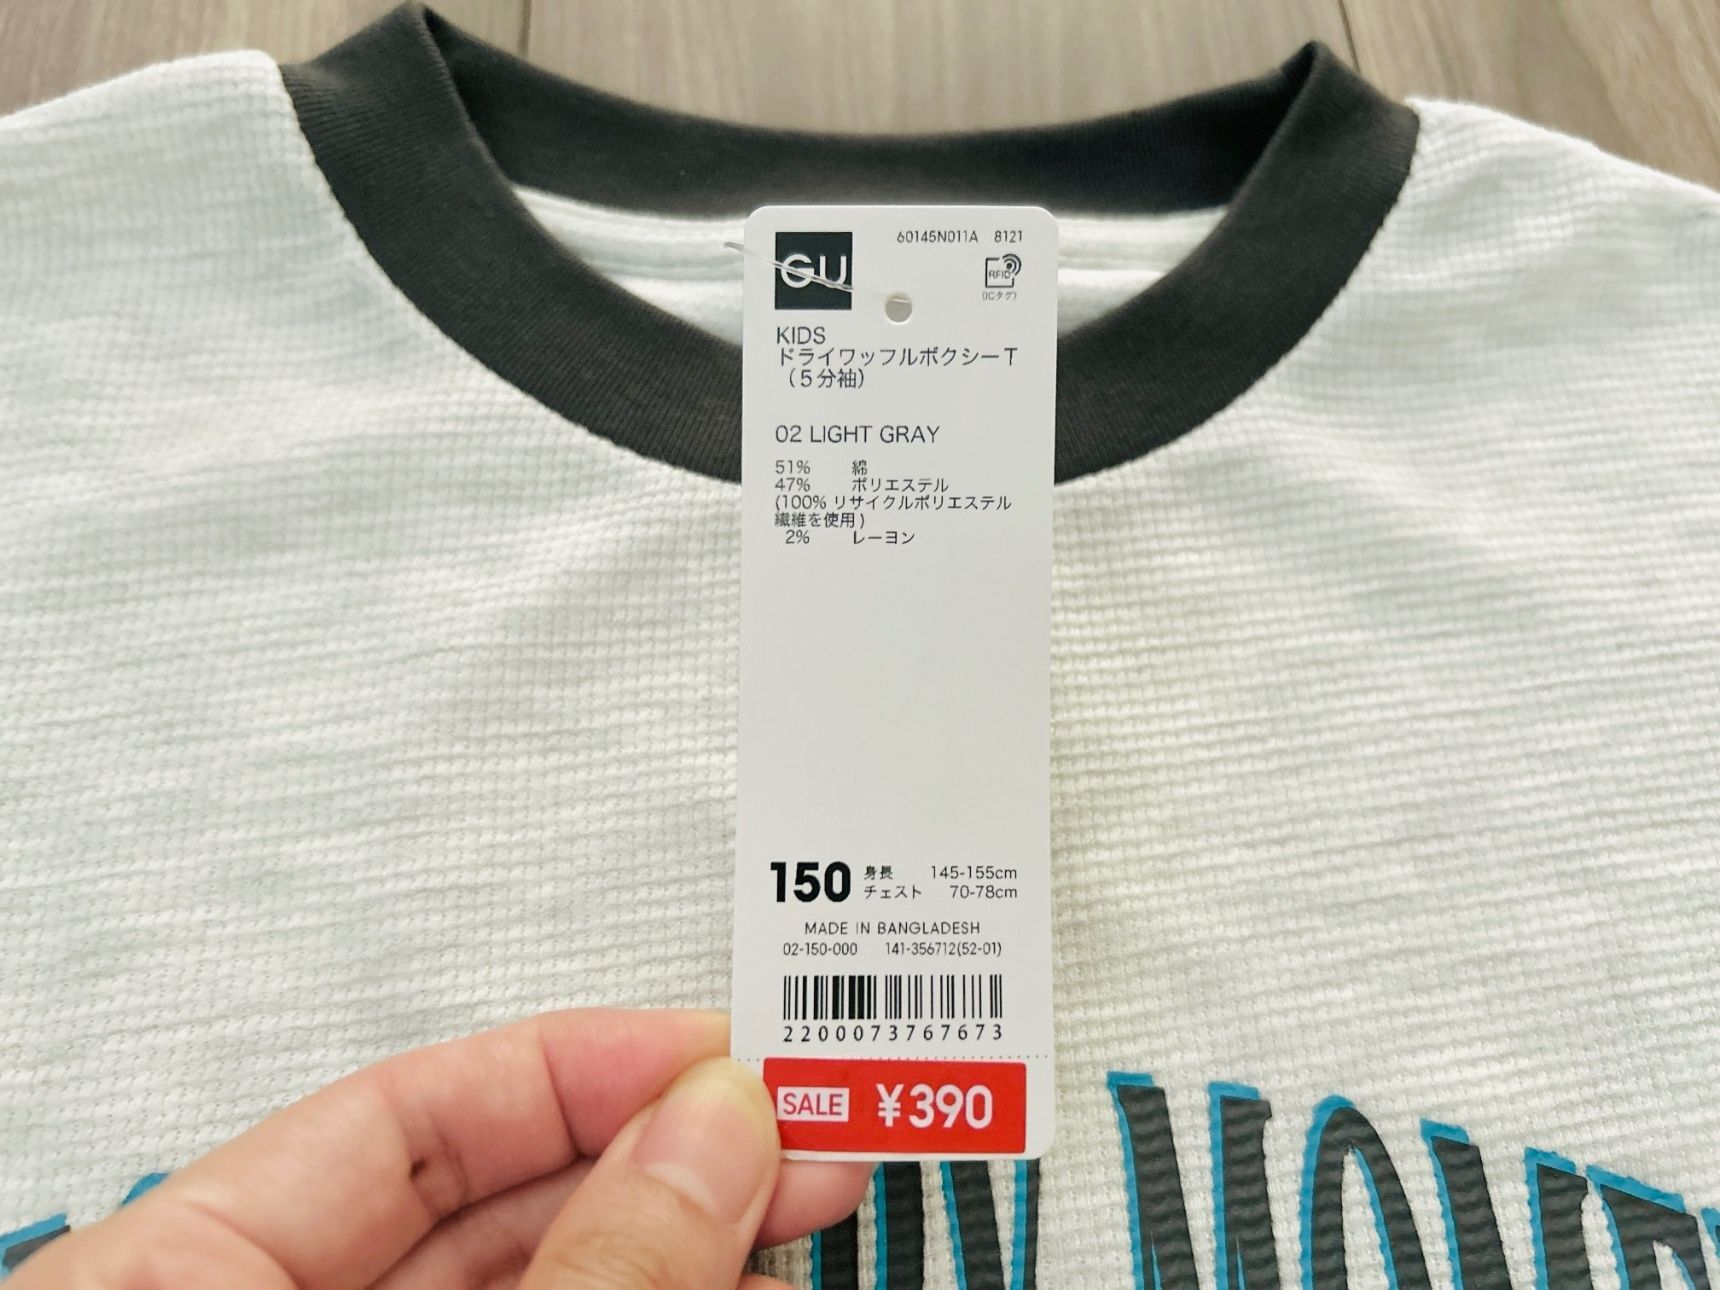 GU
60145N011A 8121
RFID
(ICタグ)
KIDS
ドライワッフルボクシーT
(5分袖)
02 LIGHT GRAY
51% 綿
47% ポリエステル
(100% リサイクルポリエステル
繊維を使用)
2% レーヨン
150 身長 145-155cm
チェスト 70-78cm
MADE IN BANGLADESH
02-150-000 141-356712(52-01)
2200073767673
SALE ¥390